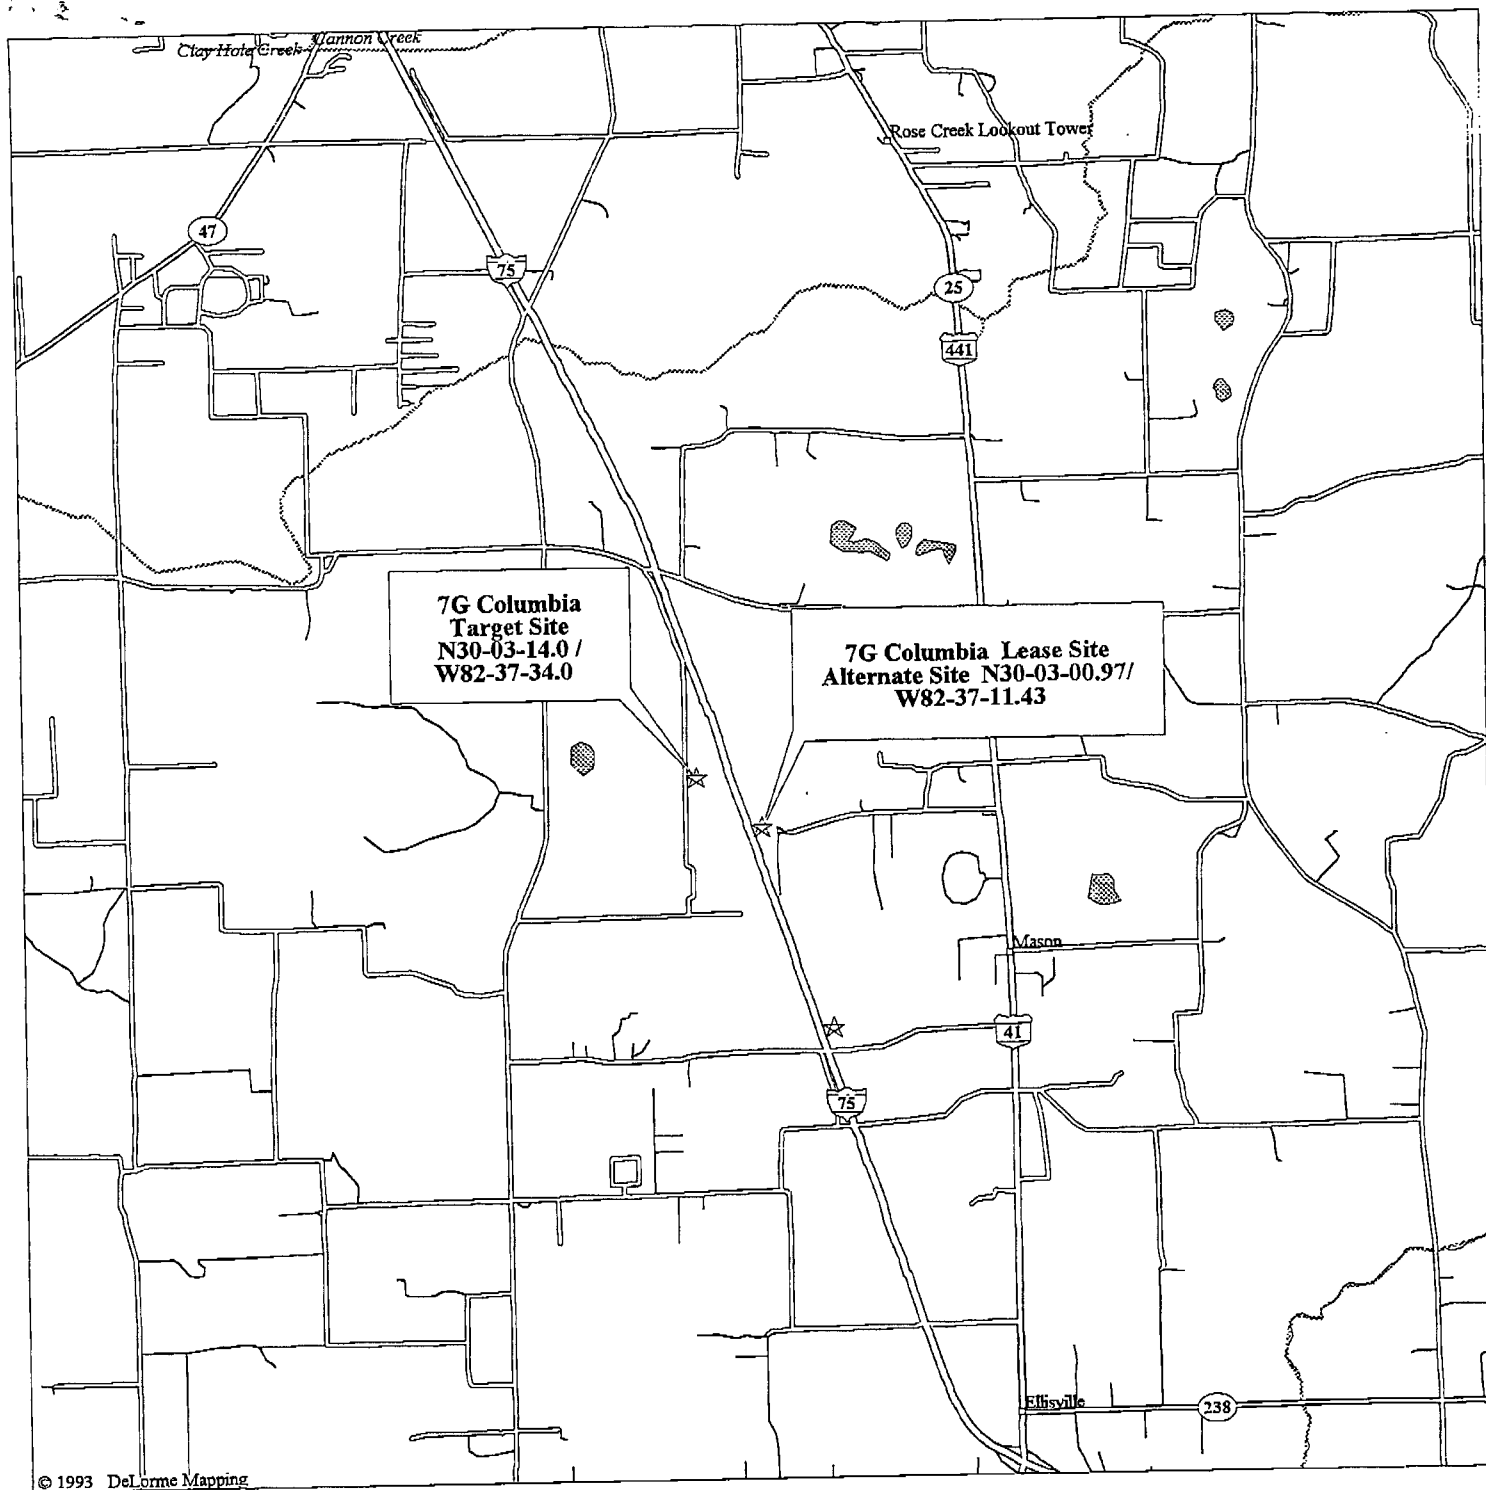 Cannon Creek
Clay Hole Creek
Rose Creek Lookout Tower
47
75
25
441
7G Columbia
Target Site
N30-03-14.0 /
W82-37-34.0
7G Columbia Lease Site
Alternate Site N30-03-00.97/
W82-37-11.43
Mason
41
75
Ellisville
238
© 1993 DeLorme Mapping